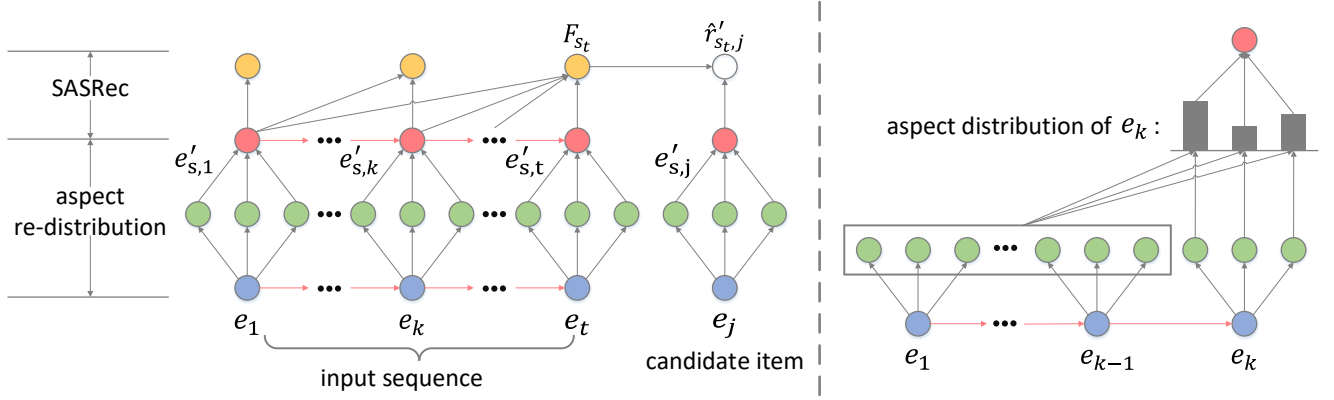 SASRec
aspect
re-distribution
F_{s_t}
r̂′_{s_t,j}
e′_{s,1}
•••
e′_{s,k}
•••
e′_{s,t}
e′_{s,j}
•••
•••
•••
•••
e_1
e_k
e_t
e_j
input sequence
candidate item
aspect distribution of e_k :
•••
•••
e_1
e_{k−1}
e_k